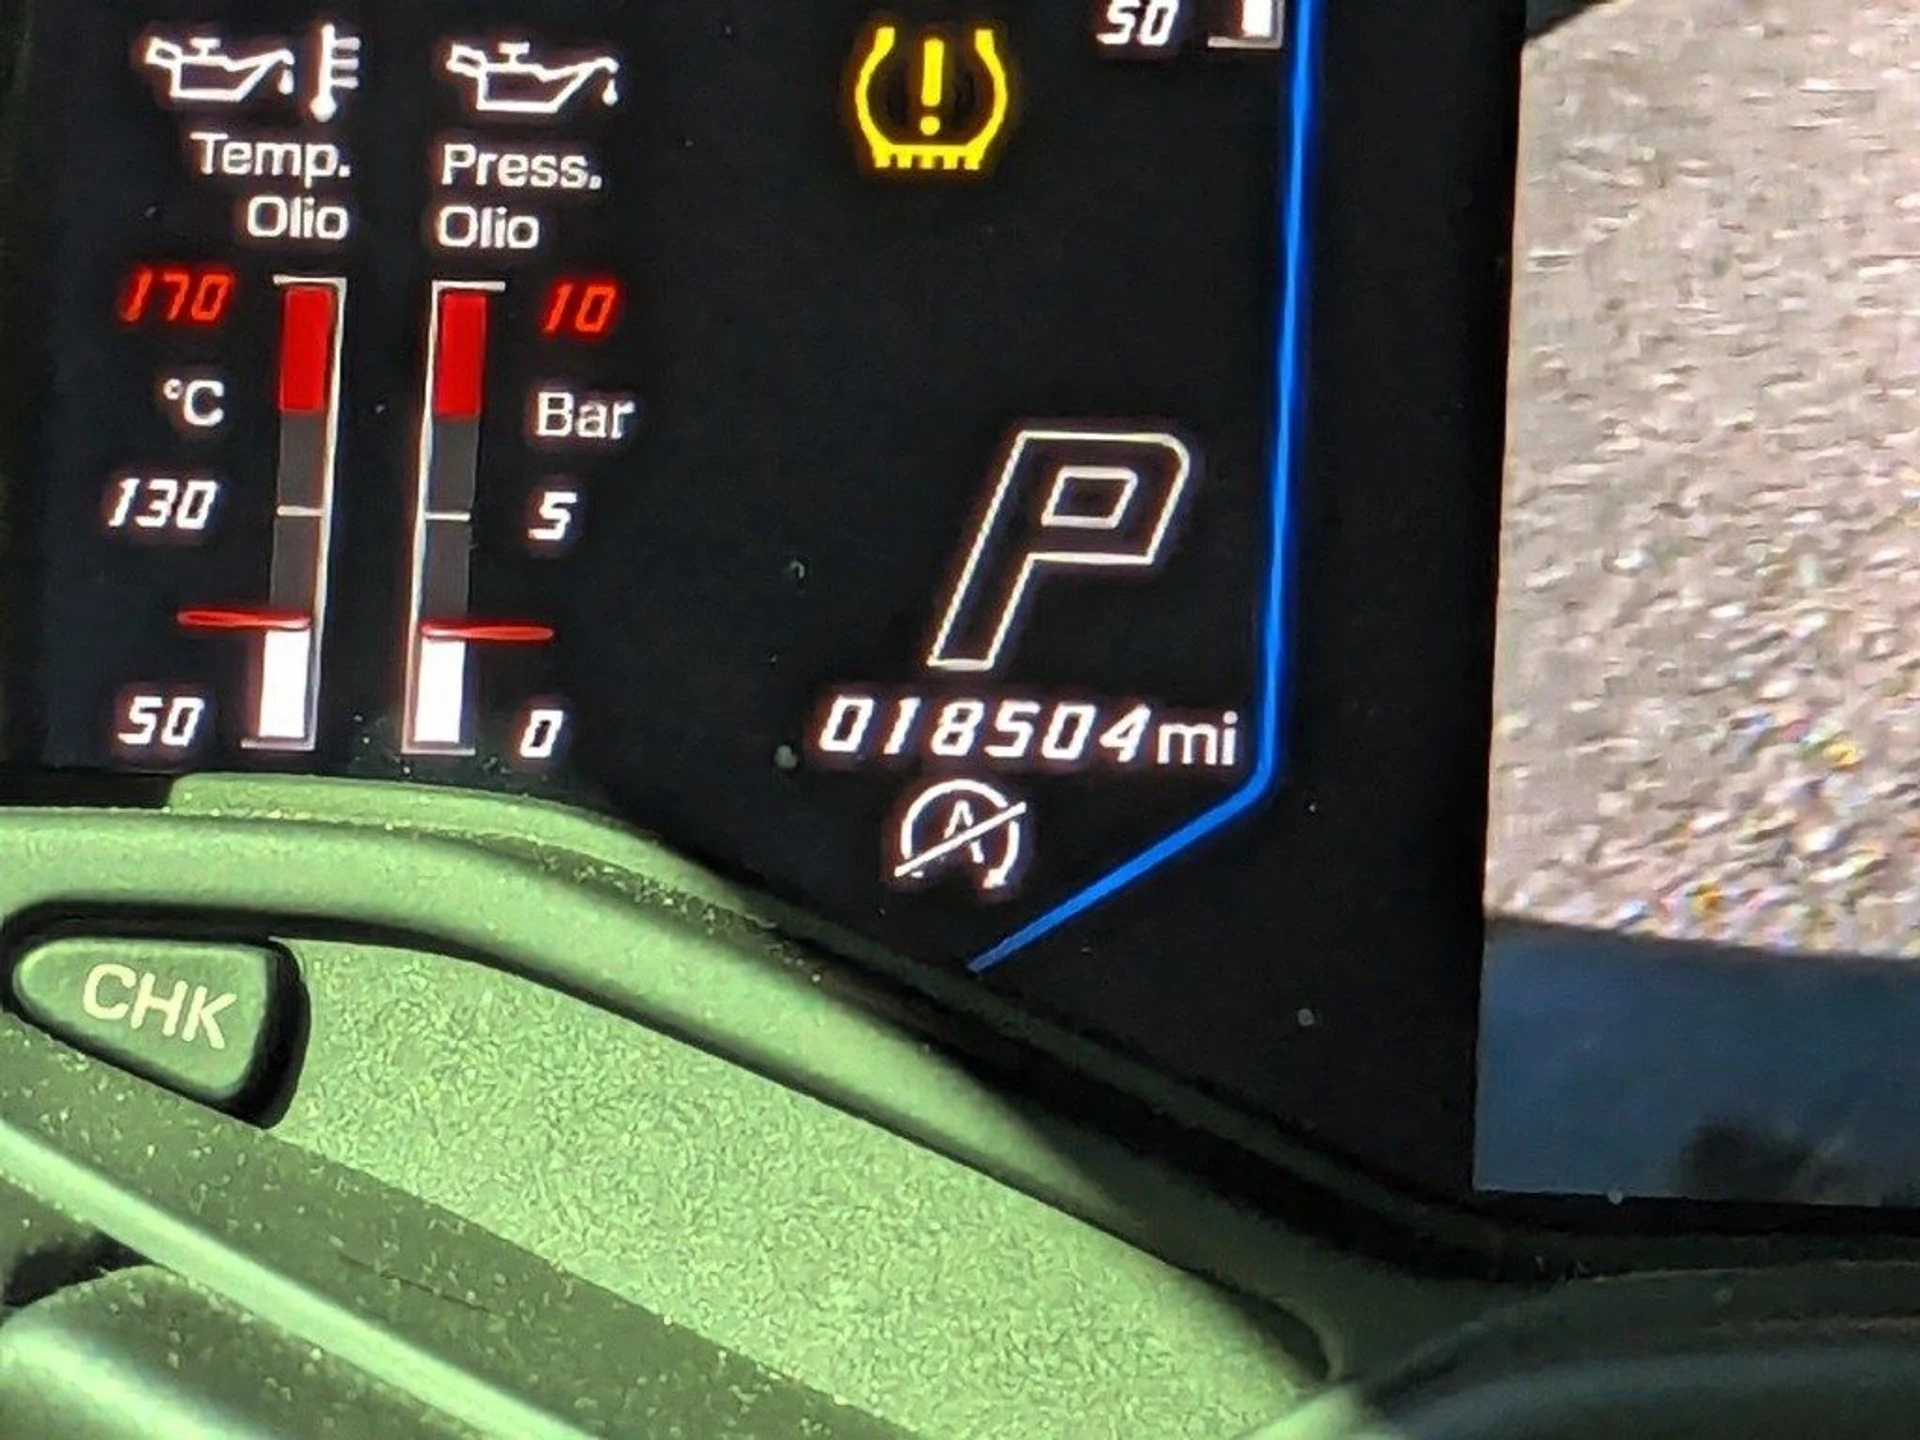 50
Temp.
Olio
Press.
Olio
170
10
°C
Bar
130
5
50
0
P
018504mi
A
CHK